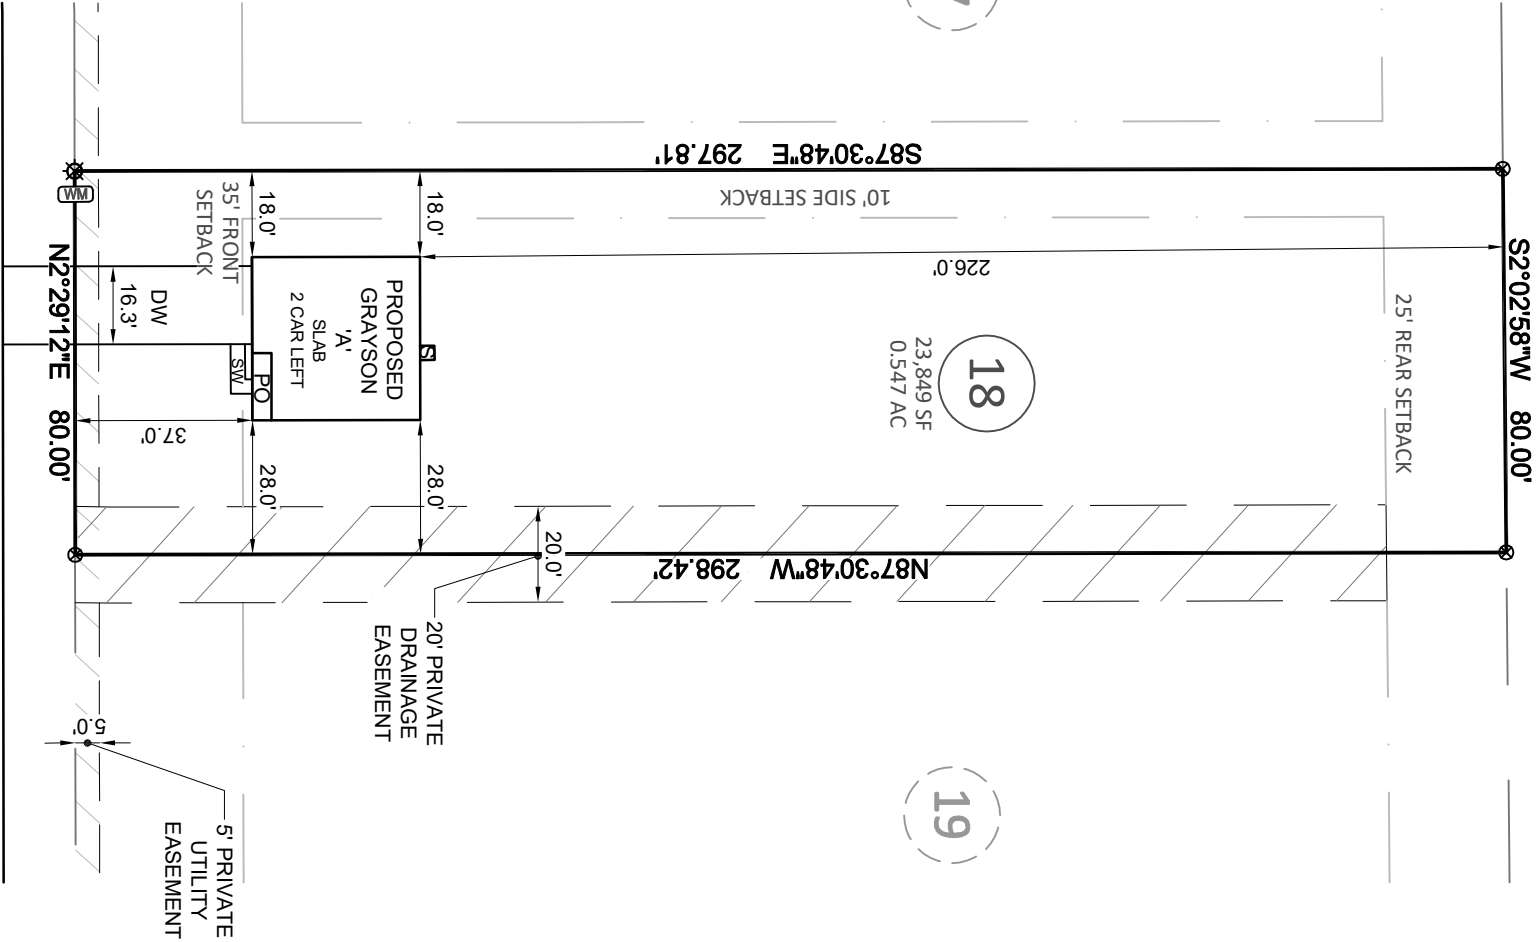 S87°30'48"E 297.81'
10' SIDE SETBACK
WM
35' FRONT
SETBACK
18.0'
18.0'
226.0'
S2°02'58"W 80.00'
25' REAR SETBACK
N2°29'12"E 80.00'
DW
16.3'
PROPOSED
GRAYSON
'A'
SLAB
2 CAR LEFT
S
SW
PO
18
23,849 SF
0.547 AC
37.0'
28.0'
28.0'
20.0'
N87°30'48"W 298.42'
20' PRIVATE
DRAINAGE
EASEMENT
5.0'
5' PRIVATE
UTILITY
EASEMENT
19